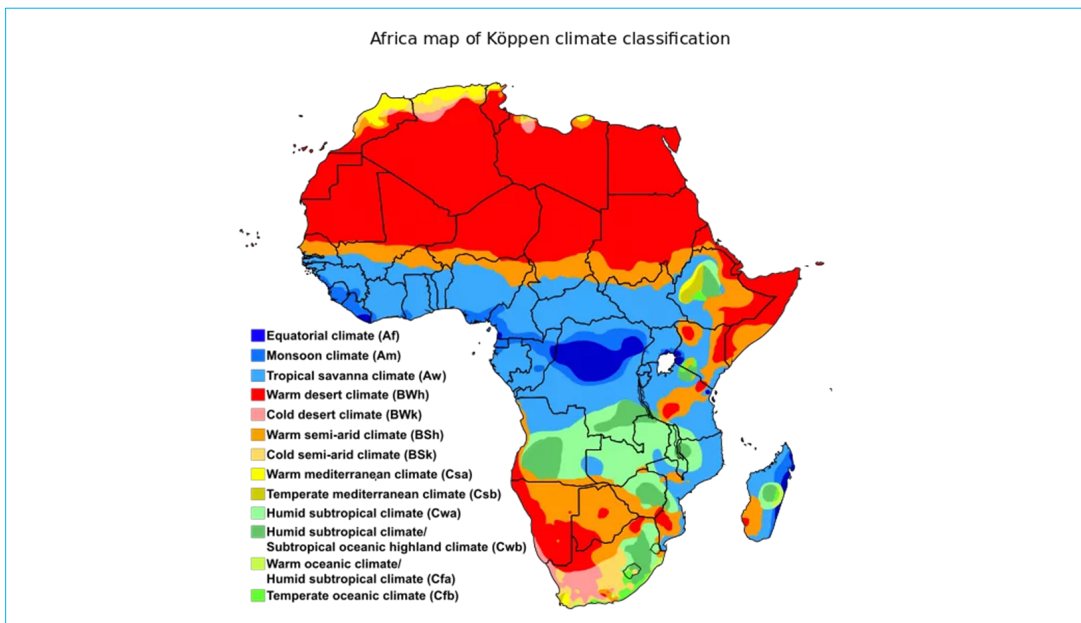 Africa map of Köppen climate classification
Equatorial climate (Af)
Monsoon climate (Am)
Tropical savanna climate (Aw)
Warm desert climate (BWh)
Cold desert climate (BWk)
Warm semi-arid climate (BSh)
Cold semi-arid climate (BSk)
Warm mediterranean climate (Csa)
Temperate mediterranean climate (Csb)
Humid subtropical climate (Cwa)
Humid subtropical climate/
Subtropical oceanic highland climate (Cwb)
Warm oceanic climate/
Humid subtropical climate (Cfa)
Temperate oceanic climate (Cfb)